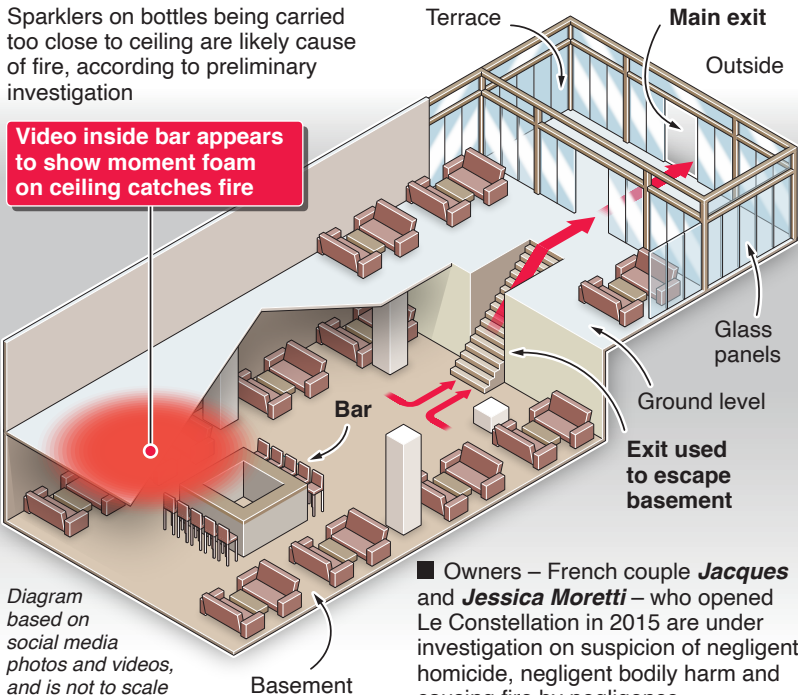 Sparklers on bottles being carried
too close to ceiling are likely cause
of fire, according to preliminary
investigation
Video inside bar appears
to show moment foam
on ceiling catches fire
Terrace
Main exit
Outside
Glass
panels
Ground level
Bar
Exit used
to escape
basement
Diagram
based on
social media
photos and videos,
and is not to scale
Basement
■ Owners – French couple Jacques
and Jessica Moretti – who opened
Le Constellation in 2015 are under
investigation on suspicion of negligent
homicide, negligent bodily harm and
causing fire by negligence